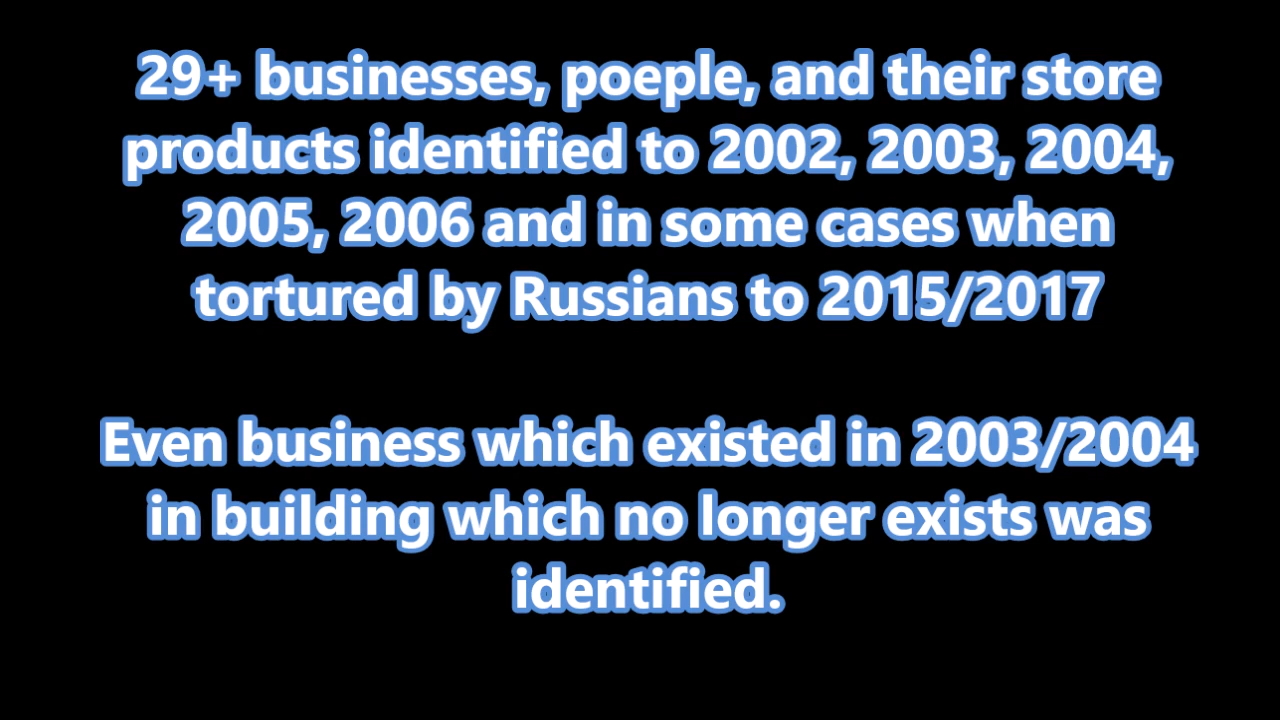 29+ businesses, poeple, and their store
products identified to 2002, 2003, 2004,
2005, 2006 and in some cases when
tortured by Russians to 2015/2017
Even business which existed in 2003/2004
in building which no longer exists was
identified.